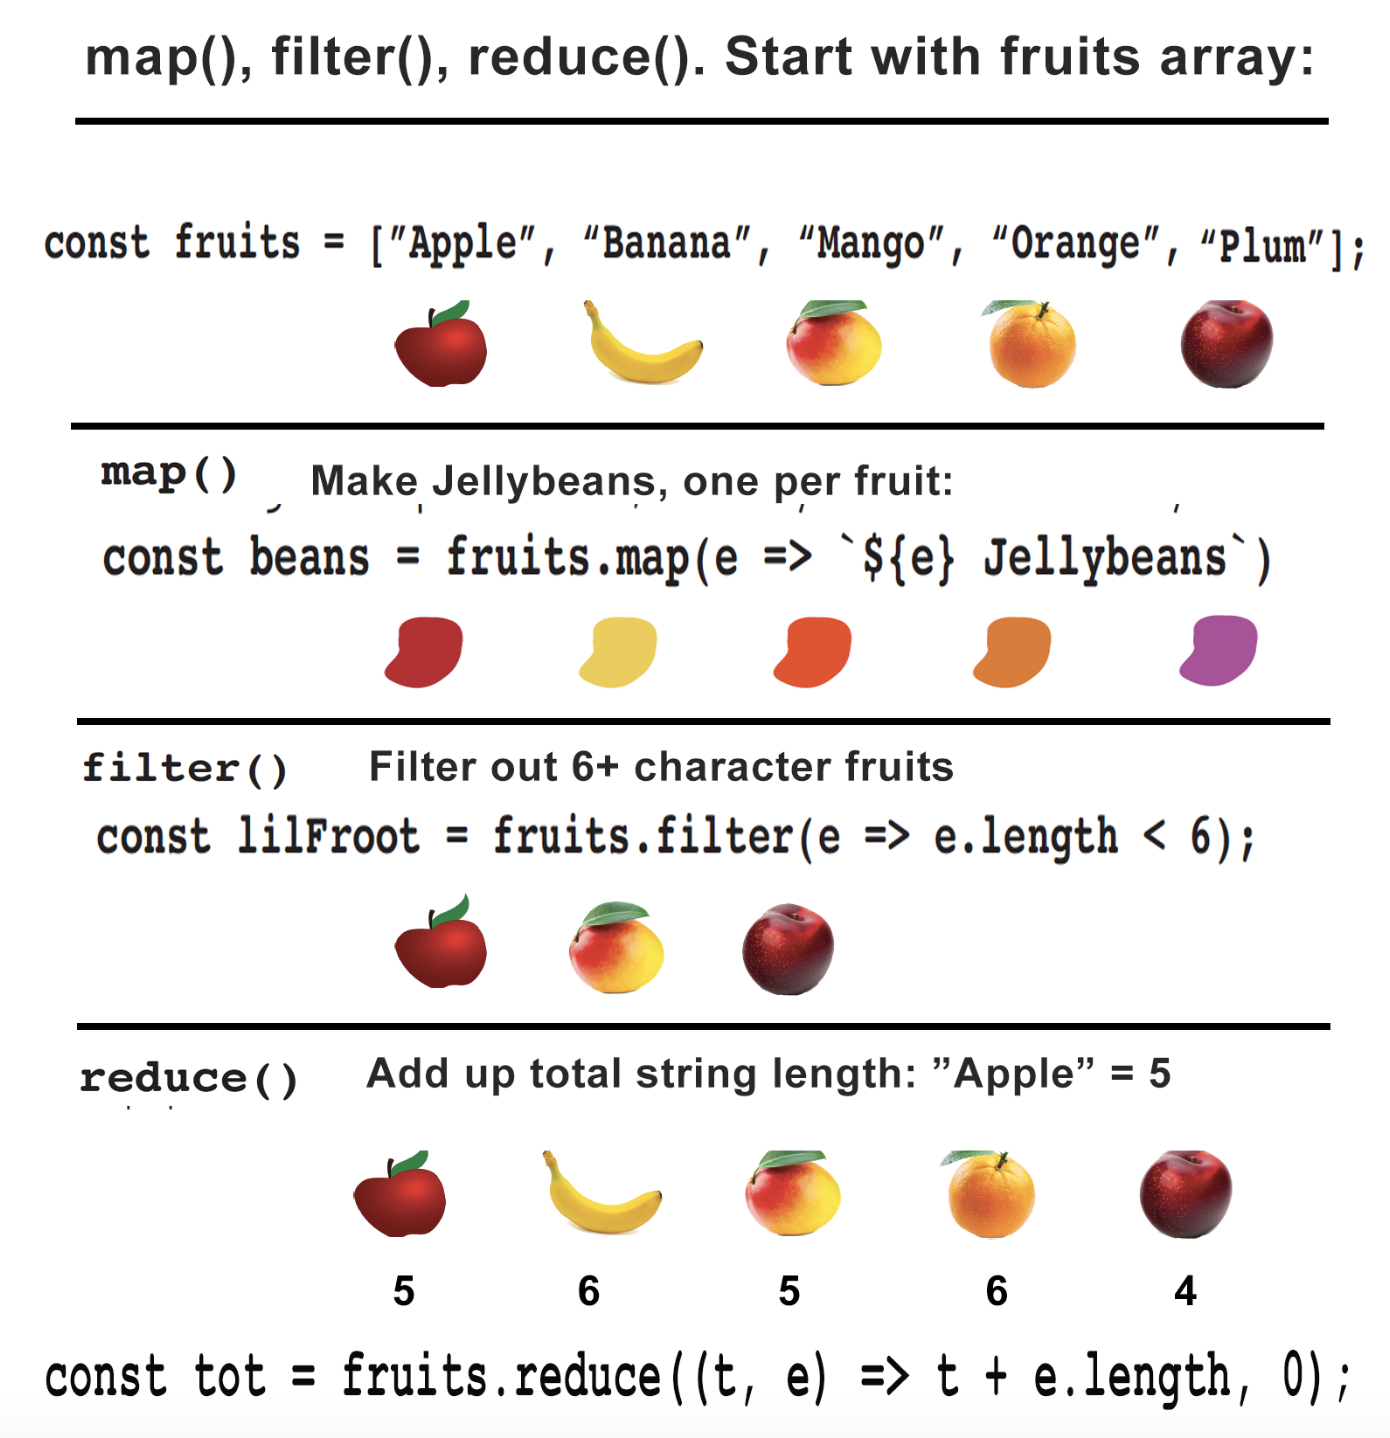 map(), filter(), reduce(). Start with fruits array:
const fruits = [”Apple”, “Banana”, “Mango”, “Orange”, “Plum”];
map() Make Jellybeans, one per fruit:
const beans = fruits.map(e => `${e} Jellybeans`)
filter() Filter out 6+ character fruits
const lilFroot = fruits.filter(e => e.length < 6);
reduce() Add up total string length: ”Apple” = 5
5 6 5 6 4
const tot = fruits.reduce((t, e) => t + e.length, 0);